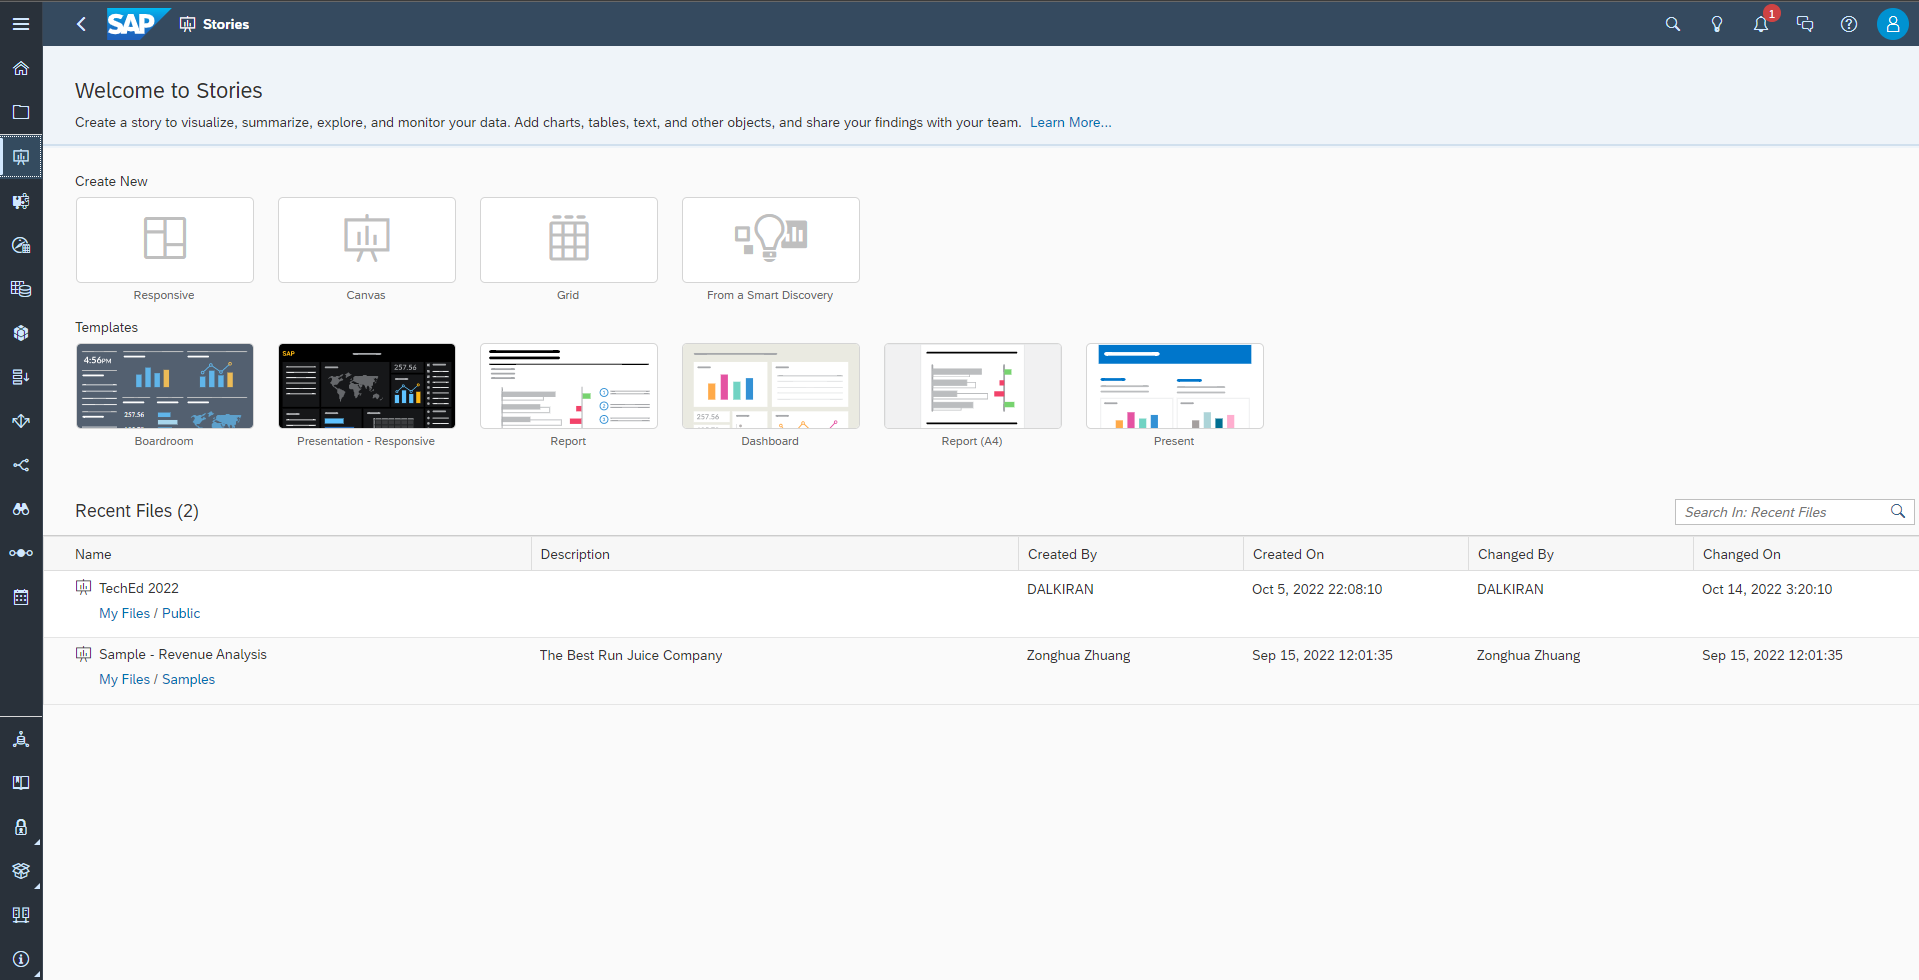 SAP Stories 1
Welcome to Stories
Create a story to visualize, summarize, explore, and monitor your data. Add charts, tables, text, and other objects, and share your findings with your team. Learn More...
Create New
Responsive Canvas Grid From a Smart Discovery
Templates
4:56PM
257.56
SAP
257.56
1
2
3
257.56
Boardroom Presentation - Responsive Report Dashboard Report (A4) Present
Recent Files (2) Search In: Recent Files
Name Description Created By Created On Changed By Changed On
TechEd 2022 DALKIRAN Oct 5, 2022 22:08:10 DALKIRAN Oct 14, 2022 3:20:10
My Files / Public
Sample - Revenue Analysis The Best Run Juice Company Zonghua Zhuang Sep 15, 2022 12:01:35 Zonghua Zhuang Sep 15, 2022 12:01:35
My Files / Samples